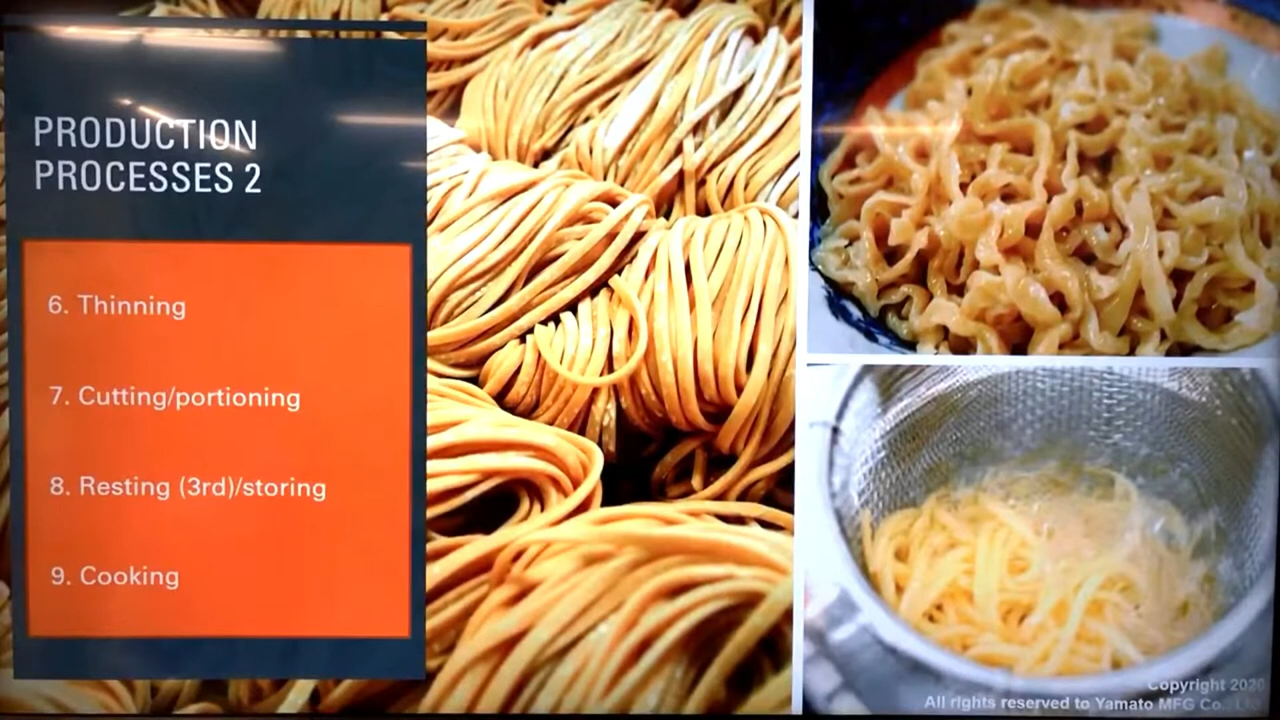 PRODUCTION
PROCESSES 2
6. Thinning
7. Cutting/portioning
8. Resting (3rd)/storing
9. Cooking
Copyright 2020
All rights reserved to Yamato MFG Co.